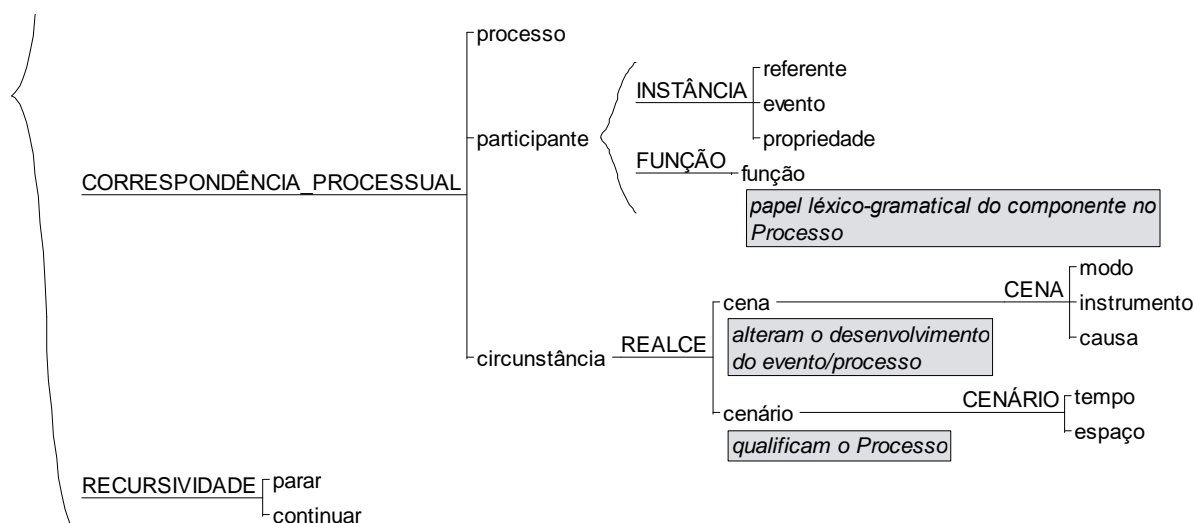 processo
referente
INSTÂNCIA
evento
participante
propriedade
FUNÇÃO
função
CORRESPONDÊNCIA_PROCESSUAL
papel léxico-gramatical do componente no
Processo
modo
cena
CENA
instrumento
alteram o desenvolvimento
do evento/processo
causa
circunstância
REALCE
cenário
CENÁRIO
tempo
espaço
qualificam o Processo
RECURSIVIDADE
parar
continuar